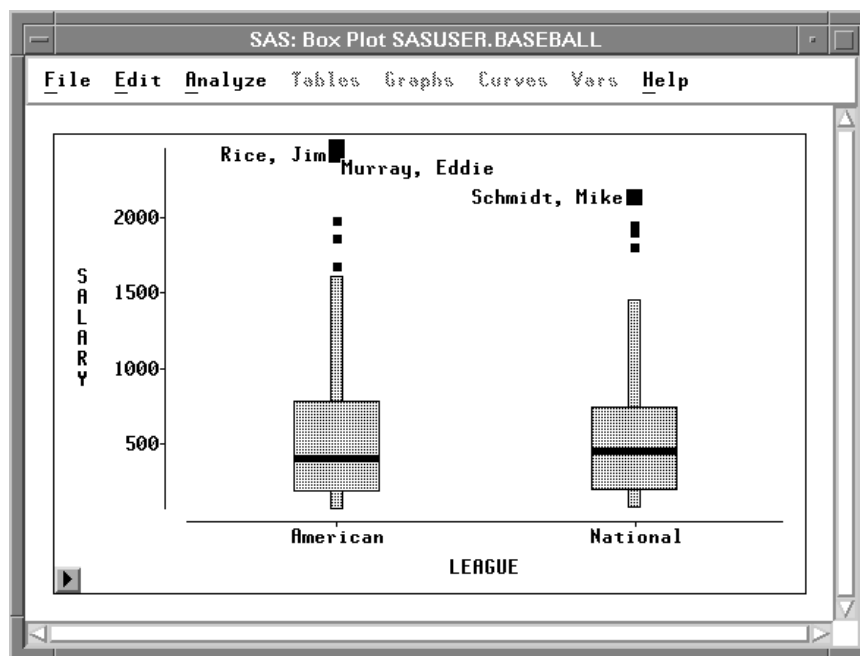 SAS: Box Plot SASUSER.BASEBALL
File Edit Analyze Tables Graphs Curves Vars Help
Rice, Jim
Murray, Eddie
Schmidt, Mike
2000
1500
1000
500
SALARY
American National
LEAGUE